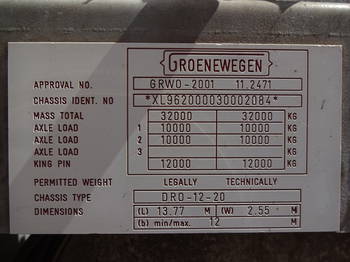 GROENEWEGEN
APPROVAL NO. GRWO-2001 11.2471
CHASSIS IDENT. NO *XL962000030002084*
MASS TOTAL 32000 32000 KG
AXLE LOAD 1 10000 10000 KG
AXLE LOAD 2 10000 10000 KG
AXLE LOAD 3 KG
KING PIN 12000 12000 KG
PERMITTED WEIGHT LEGALLY TECHNICALLY
CHASSIS TYPE DRO-12-20
DIMENSIONS (L) 13.77 M (W) 2.55 M
(b) min/max. 12 M